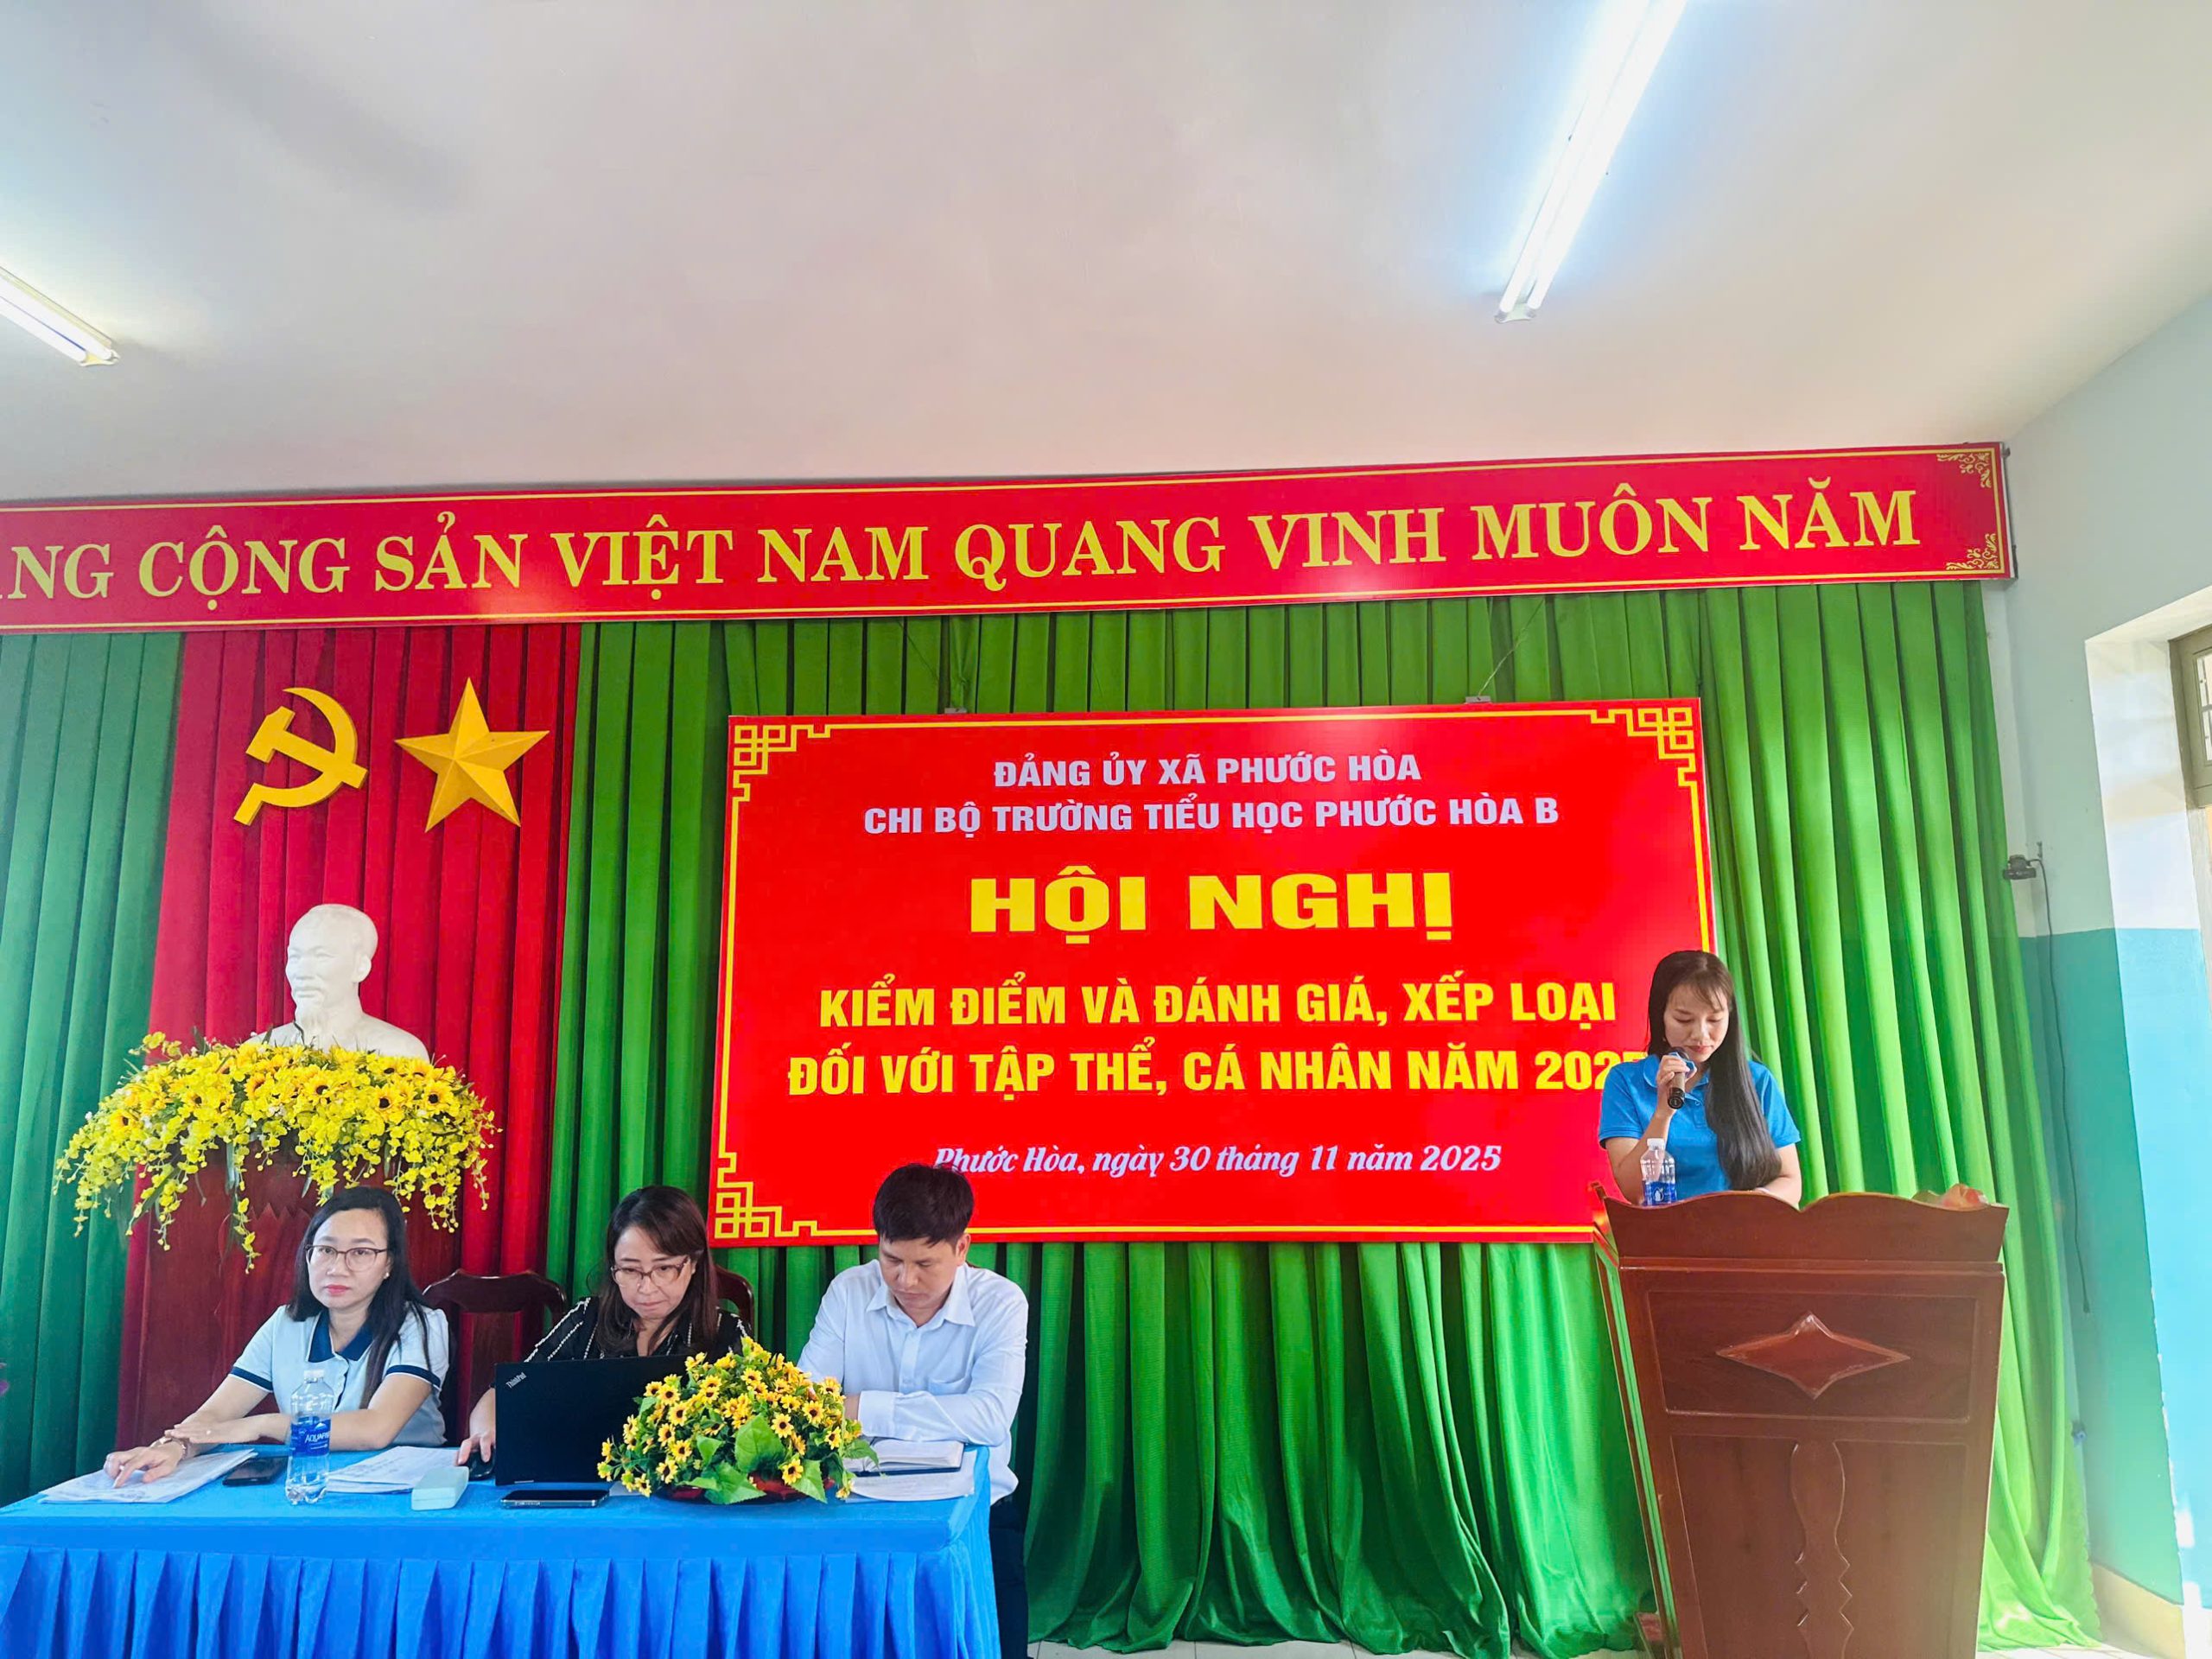 NG CỘNG SẢN VIỆT NAM QUANG VINH MUÔN NĂM
ĐẢNG ỦY XÃ PHƯỚC HÒA
CHI BỘ TRƯỜNG TIỂU HỌC PHƯỚC HÒA B
HỘI NGHỊ
KIỂM ĐIỂM VÀ ĐÁNH GIÁ, XẾP LOẠI
ĐỐI VỚI TẬP THỂ, CÁ NHÂN NĂM 202
Phước Hòa, ngày 30 tháng 11 năm 2025
ThinkPad